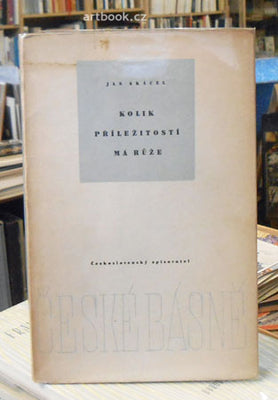 artbook.cz
JAN SKÁCEL
KOLIK
PŘÍLEŽITOSTÍ
MÁ RŮŽE
Československý spisovatel
ČESKÉ BÁSNĚ